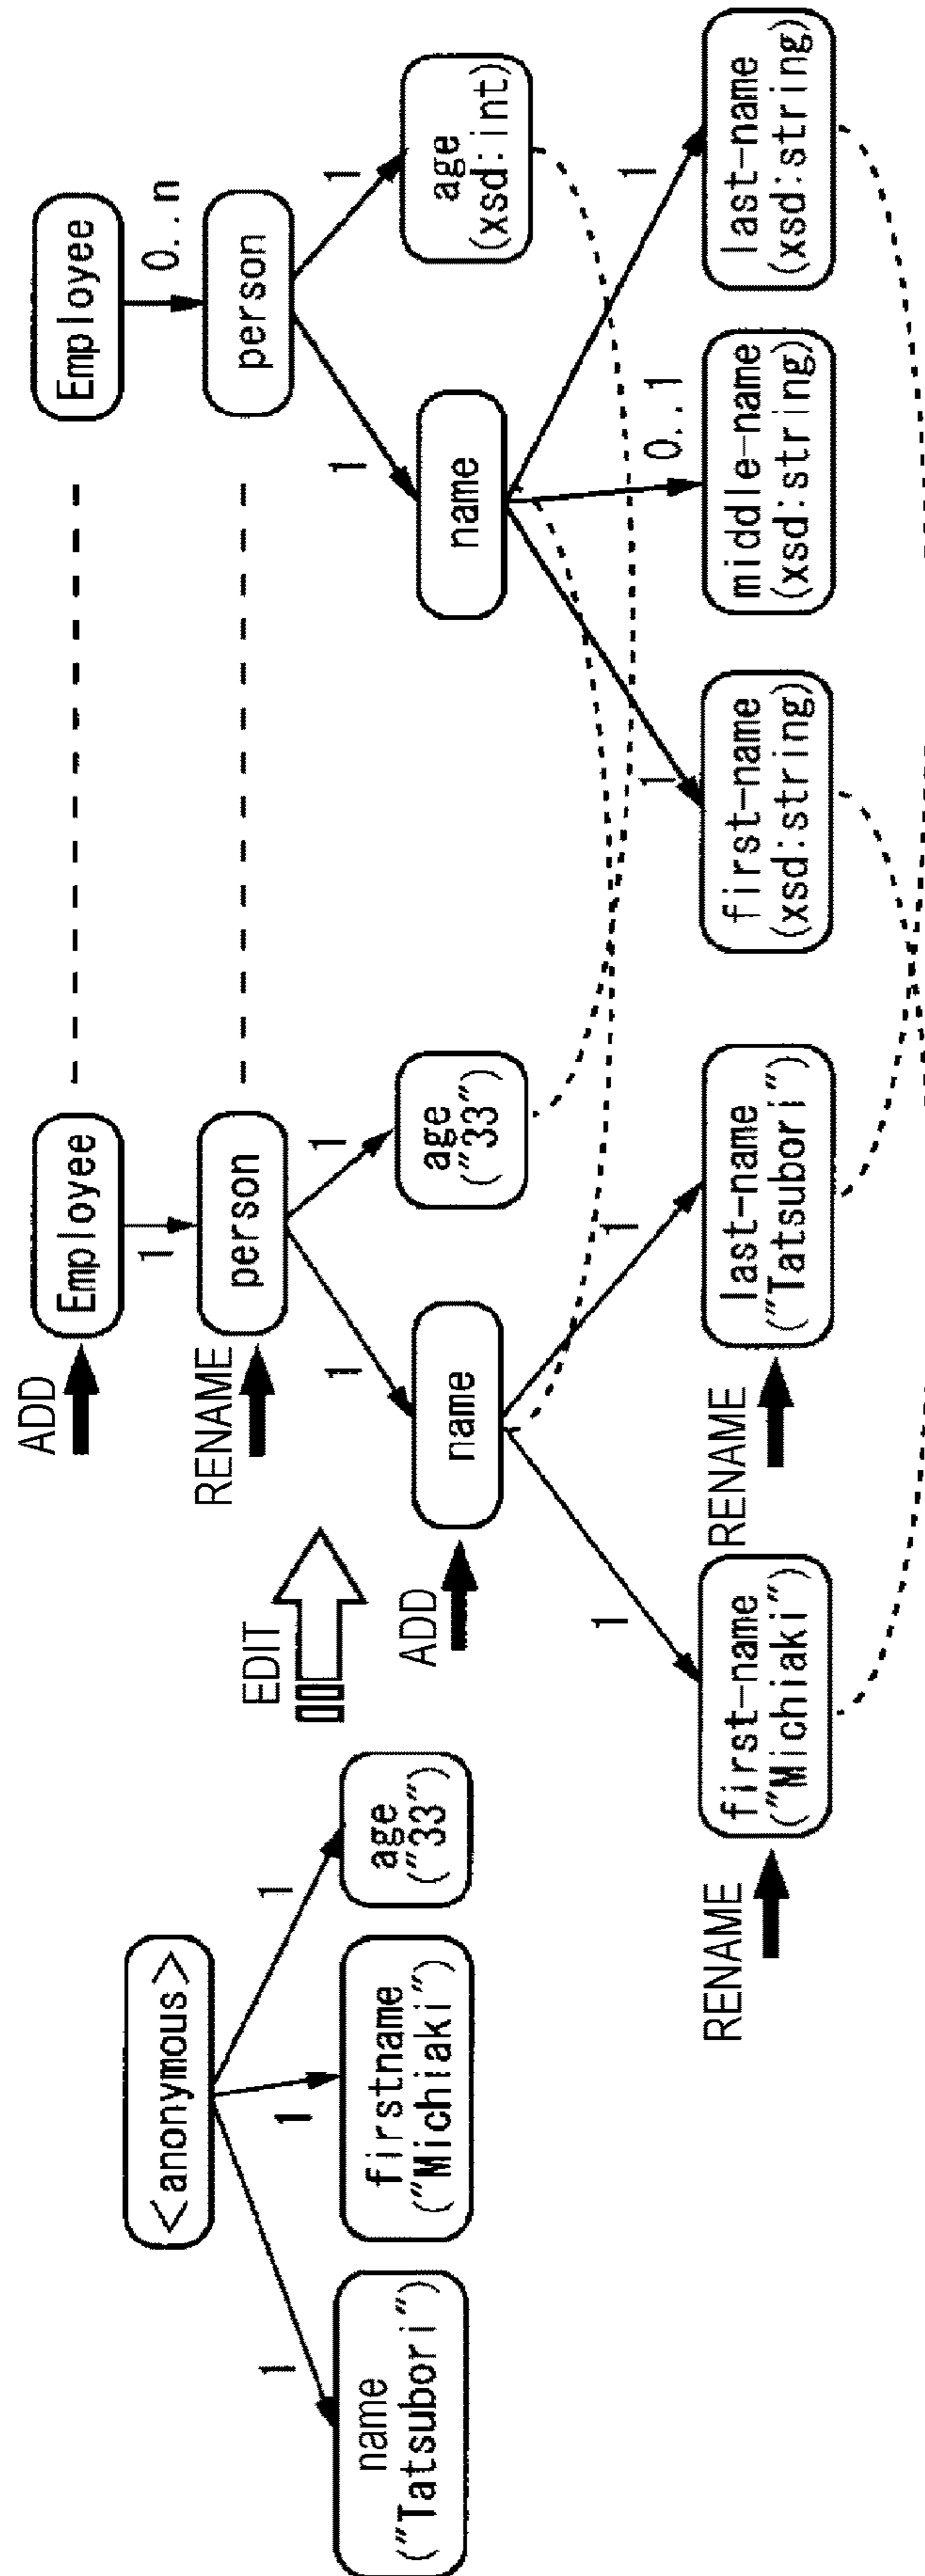 <anonymous>
1
1
1
name
("Tatsubori")
firstname
("Michiaki")
age
("33")
EDIT
ADD
Employee
1
RENAME
person
1
1
ADD
name
age
("33")
1
1
RENAME
first-name
("Michiaki")
RENAME
last-name
("Tatsubori")
Employee
0..n
person
1
1
name
age
(xsd:int)
1
0..1
1
first-name
(xsd:string)
middle-name
(xsd:string)
last-name
(xsd:string)